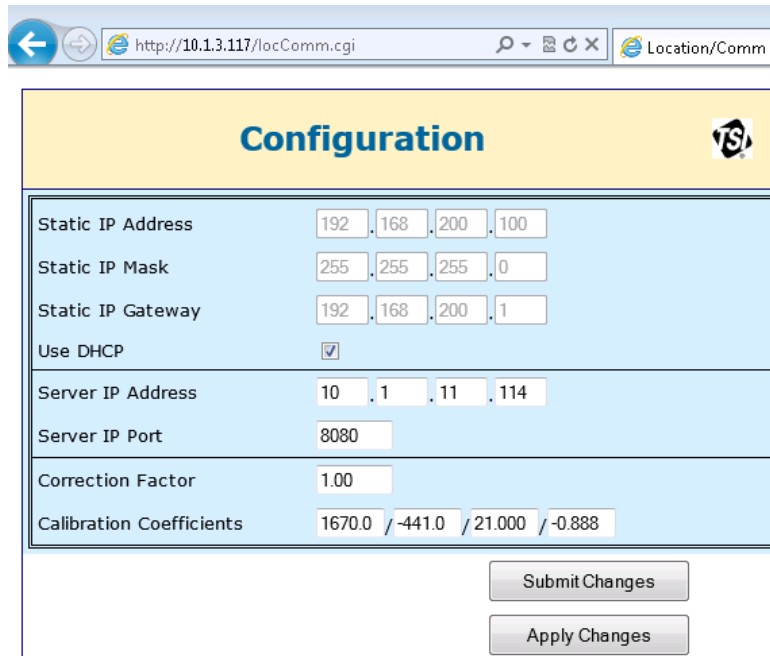 http://10.1.3.117/locComm.cgi
Location/Comm
Configuration
TSI
Static IP Address 192 . 168 . 200 . 100
Static IP Mask 255 . 255 . 255 . 0
Static IP Gateway 192 . 168 . 200 . 1
Use DHCP
Server IP Address 10 . 1 . 11 . 114
Server IP Port 8080
Correction Factor 1.00
Calibration Coefficients 1670.0 / -441.0 / 21.000 / -0.888
Submit Changes
Apply Changes